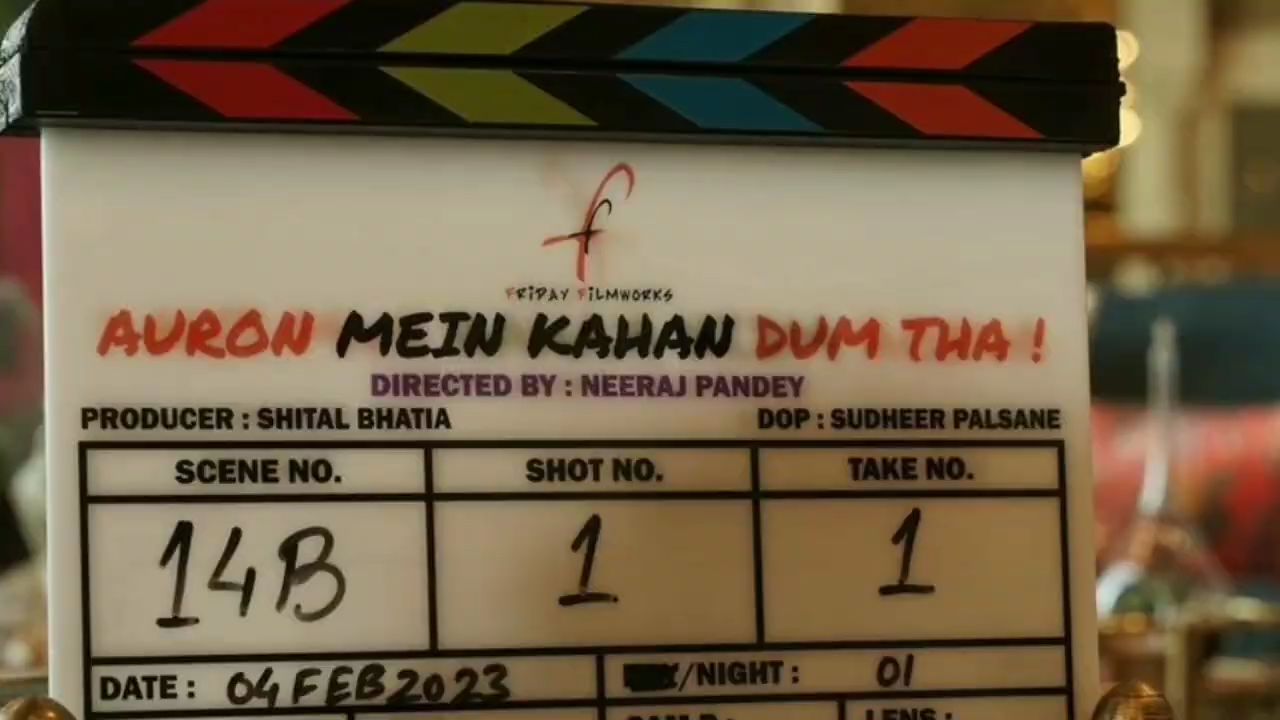 f
FRiDAY FiLMWORKS
AURON MEIN KAHAN DUM THA !
DIRECTED BY : NEERAJ PANDEY
PRODUCER : SHITAL BHATIA DOP : SUDHEER PALSANE
SCENE NO. SHOT NO. TAKE NO.
14B 1 1
DATE : 04 FEB 2023 /NIGHT : 01
LENS :